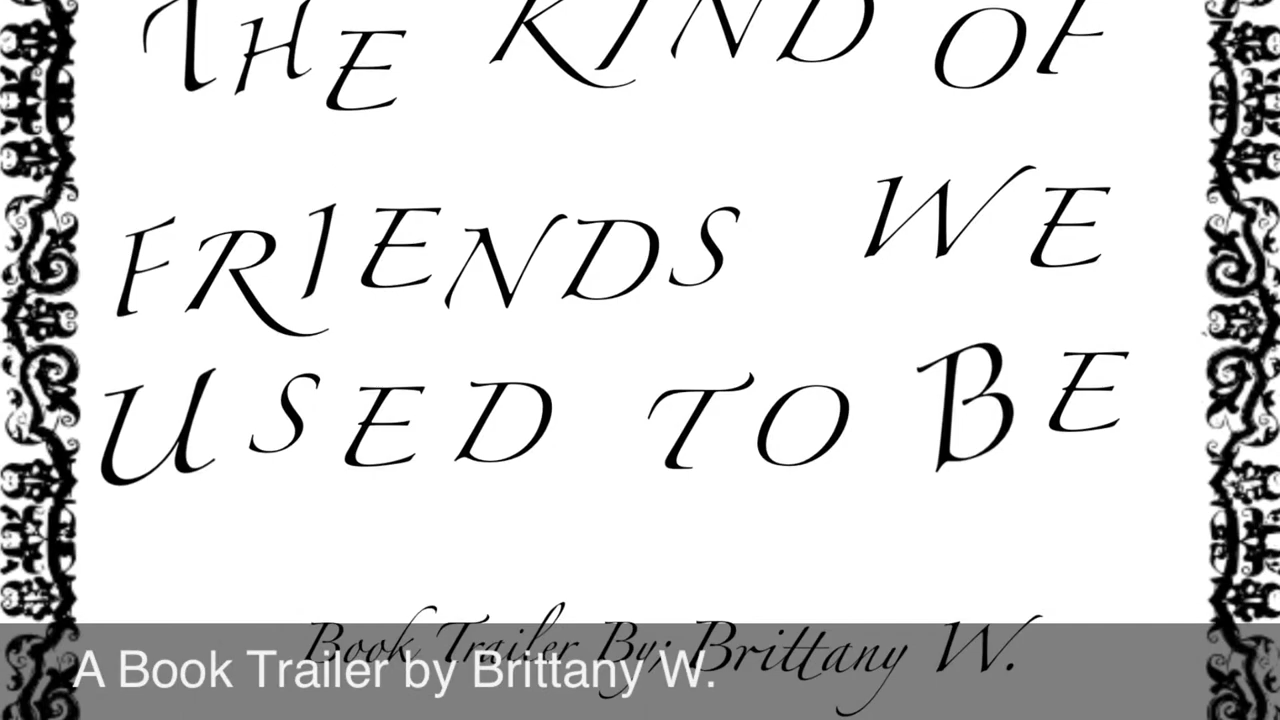 THE KIND OF
FRIENDS WE
USED TO BE
Book Trailer By; Brittany W.
A Book Trailer by Brittany W.